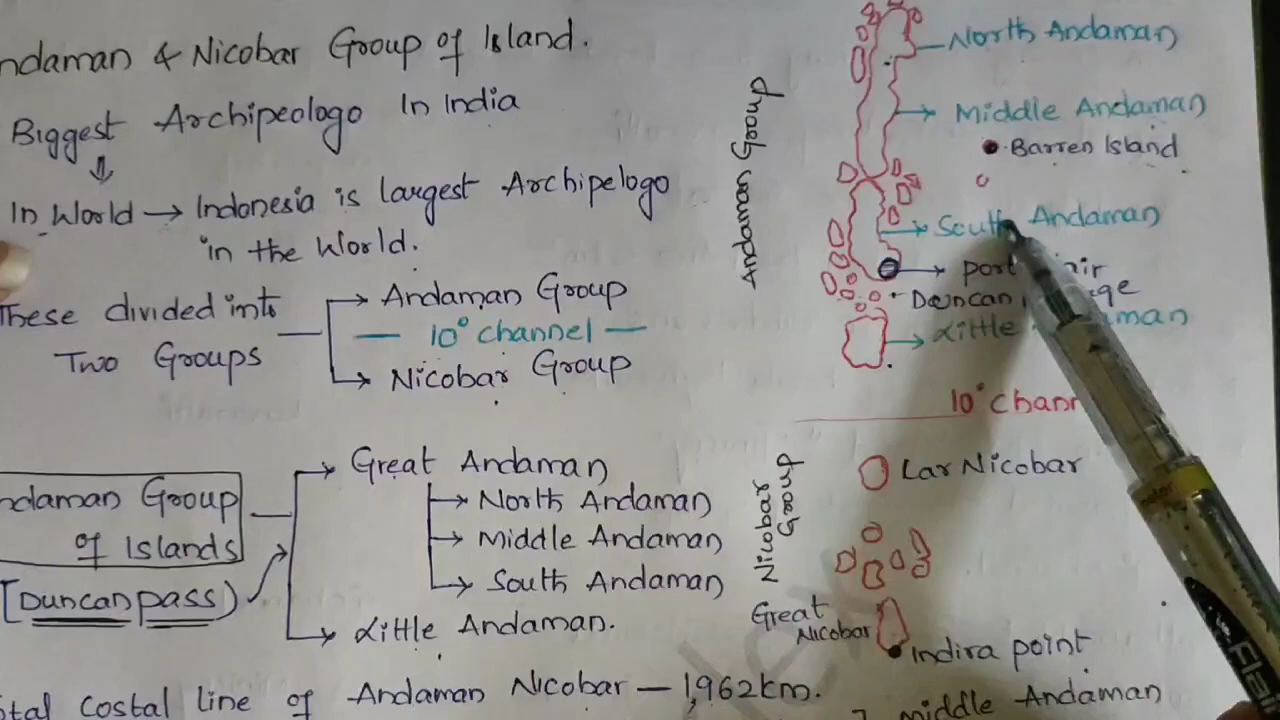 ndaman & Nicobar Group of Island.
Biggest Archipeologo In India
In World → Indonesia is largest Archipelogo
in the World.
These divided into
Two Groups
Andaman Group
10° channel
Nicobar Group
ndaman Group
of Islands
[Duncan pass)
Great Andaman
North Andaman
Middle Andaman
South Andaman
Little Andaman.
tal costal line of Andaman Nicobar — 1,962km.
Andaman Group
North Andaman
Middle Andaman
Barren Island
South Andaman
port
Duncan
Little
10° Chann
Nicobar
Group
Lar Nicobar
Great
Nicobar
Indira point
middle Andaman